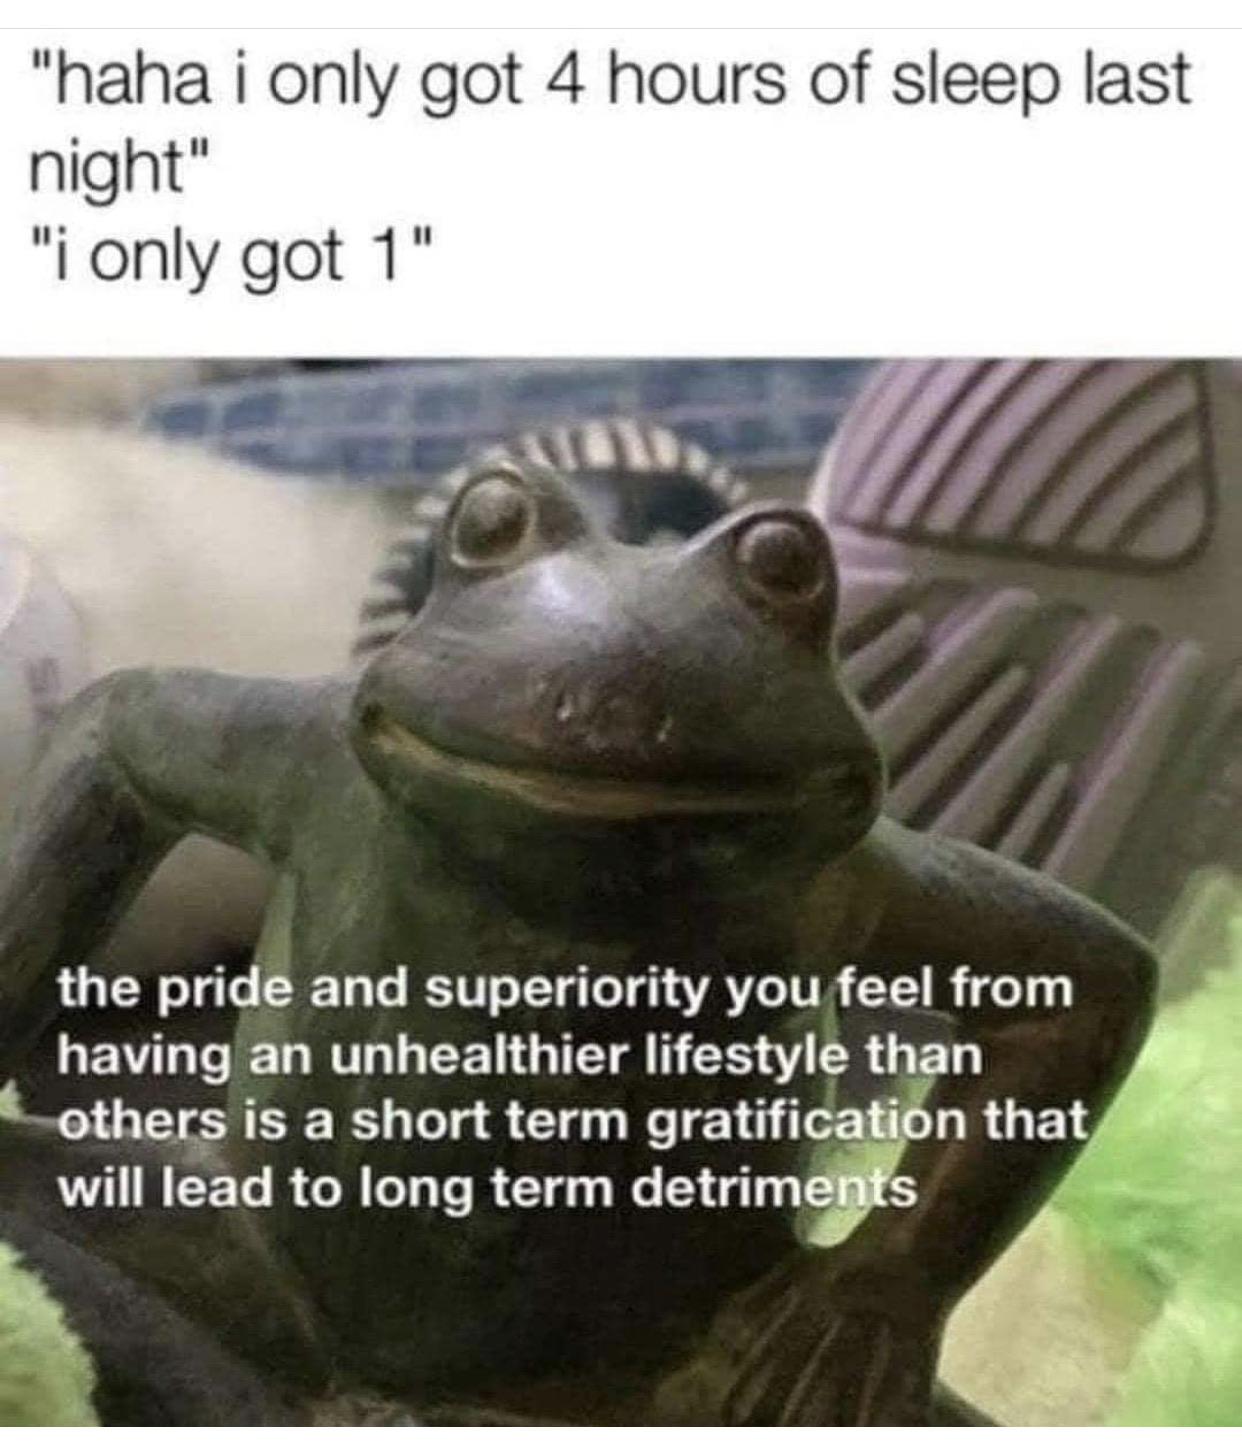 "haha i only got 4 hours of sleep last
night"
"i only got 1"
the pride and superiority you feel from
having an unhealthier lifestyle than
others is a short term gratification that
will lead to long term detriments